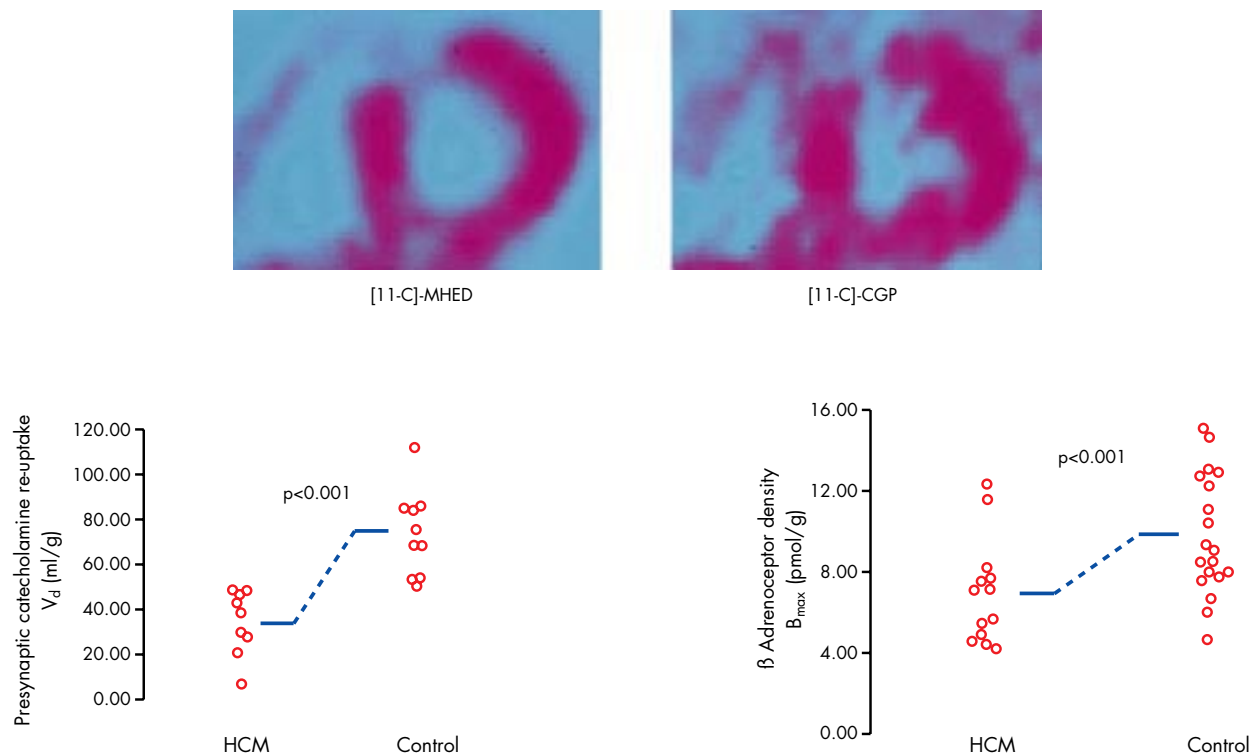 [11-C]-MHED
[11-C]-CGP
Presynaptic catecholamine re-uptake
V_d (ml/g)
120.00
100.00
80.00
60.00
40.00
20.00
0.00
p<0.001
HCM
Control
ß Adrenoceptor density
B_max (pmol/g)
16.00
12.00
8.00
4.00
0.00
p<0.001
HCM
Control